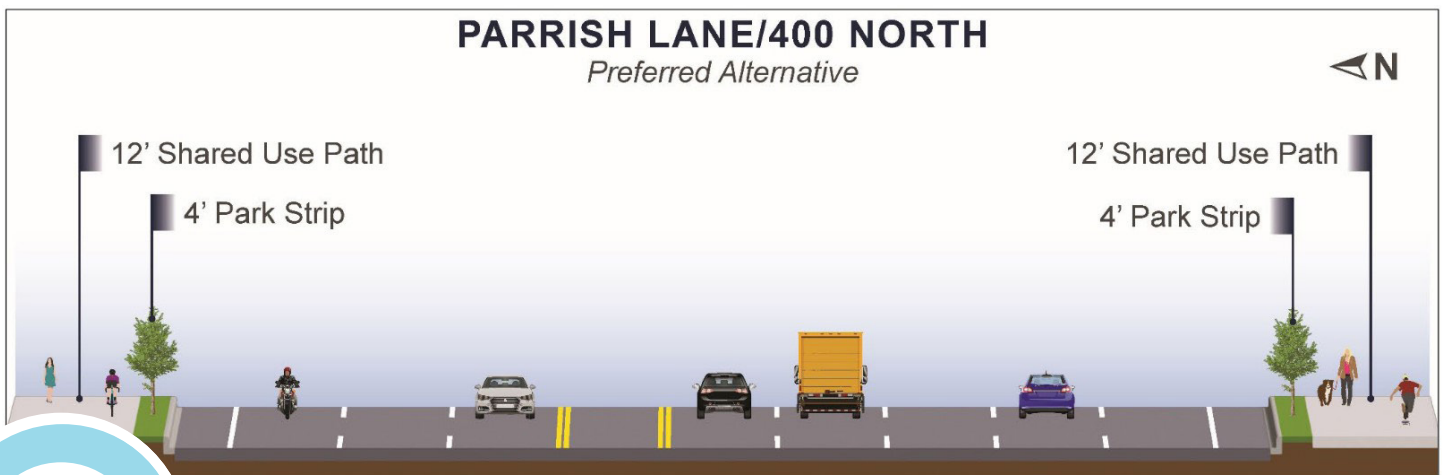 PARRISH LANE/400 NORTH
Preferred Alternative
N
12' Shared Use Path
12' Shared Use Path
4' Park Strip
4' Park Strip